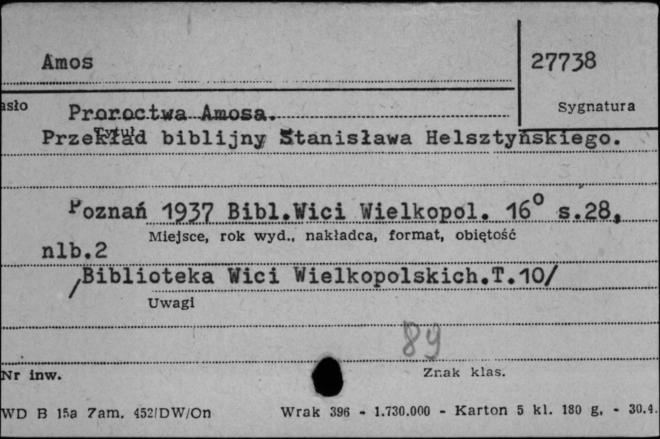 Amos
27738
asło
Proroctwa Amosa.
Sygnatura
Tytuł
Przekład biblijny Stanisława Helsztyńskiego.
Poznań 1937 Bibl.Wici Wielkopol. 16° s.28,
Miejsce, rok wyd., nakładca, format, obiętość
nlb.2
/Biblioteka Wici Wielkopolskich.T.10/
Uwagi
89
Nr inw.
Znak klas.
WD B 15a Zam. 452/DW/On Wrak 396 - 1.730.000 - Karton 5 kl. 180 g. - 30.4.